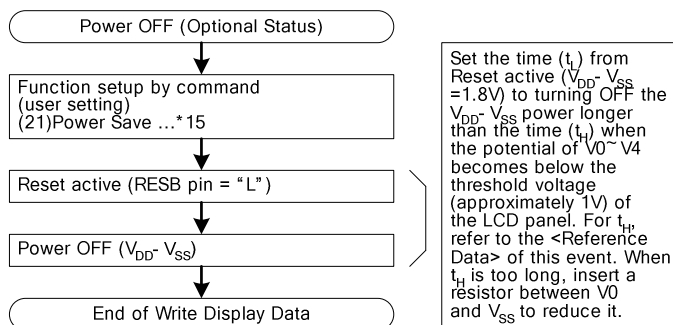 Power OFF (Optional Status)
Function setup by command
(user setting)
(21)Power Save ...*15
Reset active (RESB pin = “L”)
Power OFF (VDD- VSS)
End of Write Display Data
Set the time (tL) from
Reset active (VDD- VSS
=1.8V) to turning OFF the
VDD- VSS power longer
than the time (tH) when
the potential of V0~ V4
becomes below the
threshold voltage
(approximately 1V) of
the LCD panel. For tH,
refer to the <Reference
Data> of this event. When
tH is too long, insert a
resistor between V0
and VSS to reduce it.